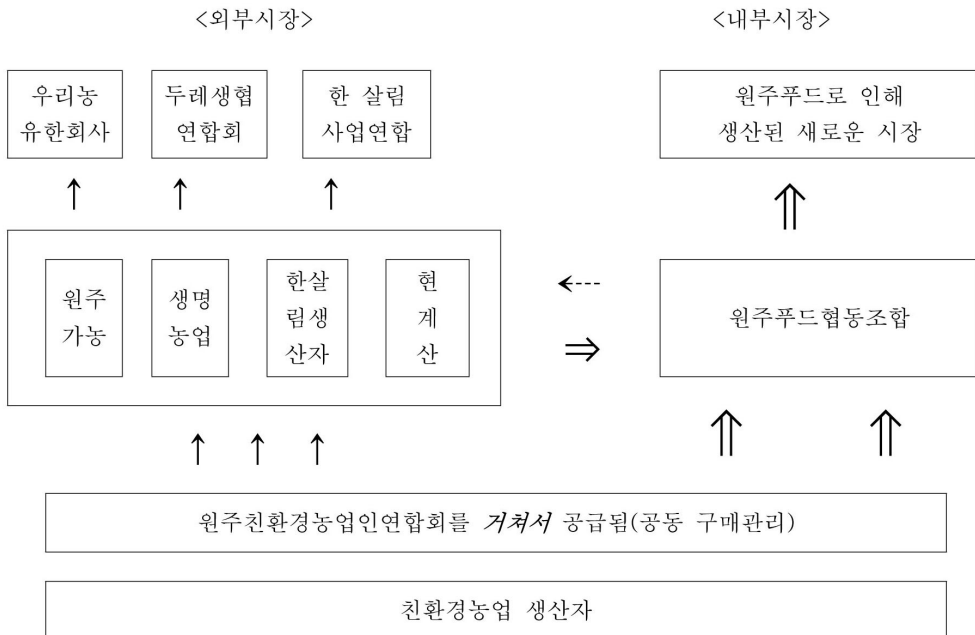 <외부시장>
<내부시장>
우리농
유한회사
두레생협
연합회
한 살림
사업연합
원주푸드로 인해
생산된 새로운 시장
원주
가농
생명
농업
한살
림생
산자
현
계
산
원주푸드협동조합
원주친환경농업인연합회를 거쳐서 공급됨(공동 구매관리)
친환경농업 생산자